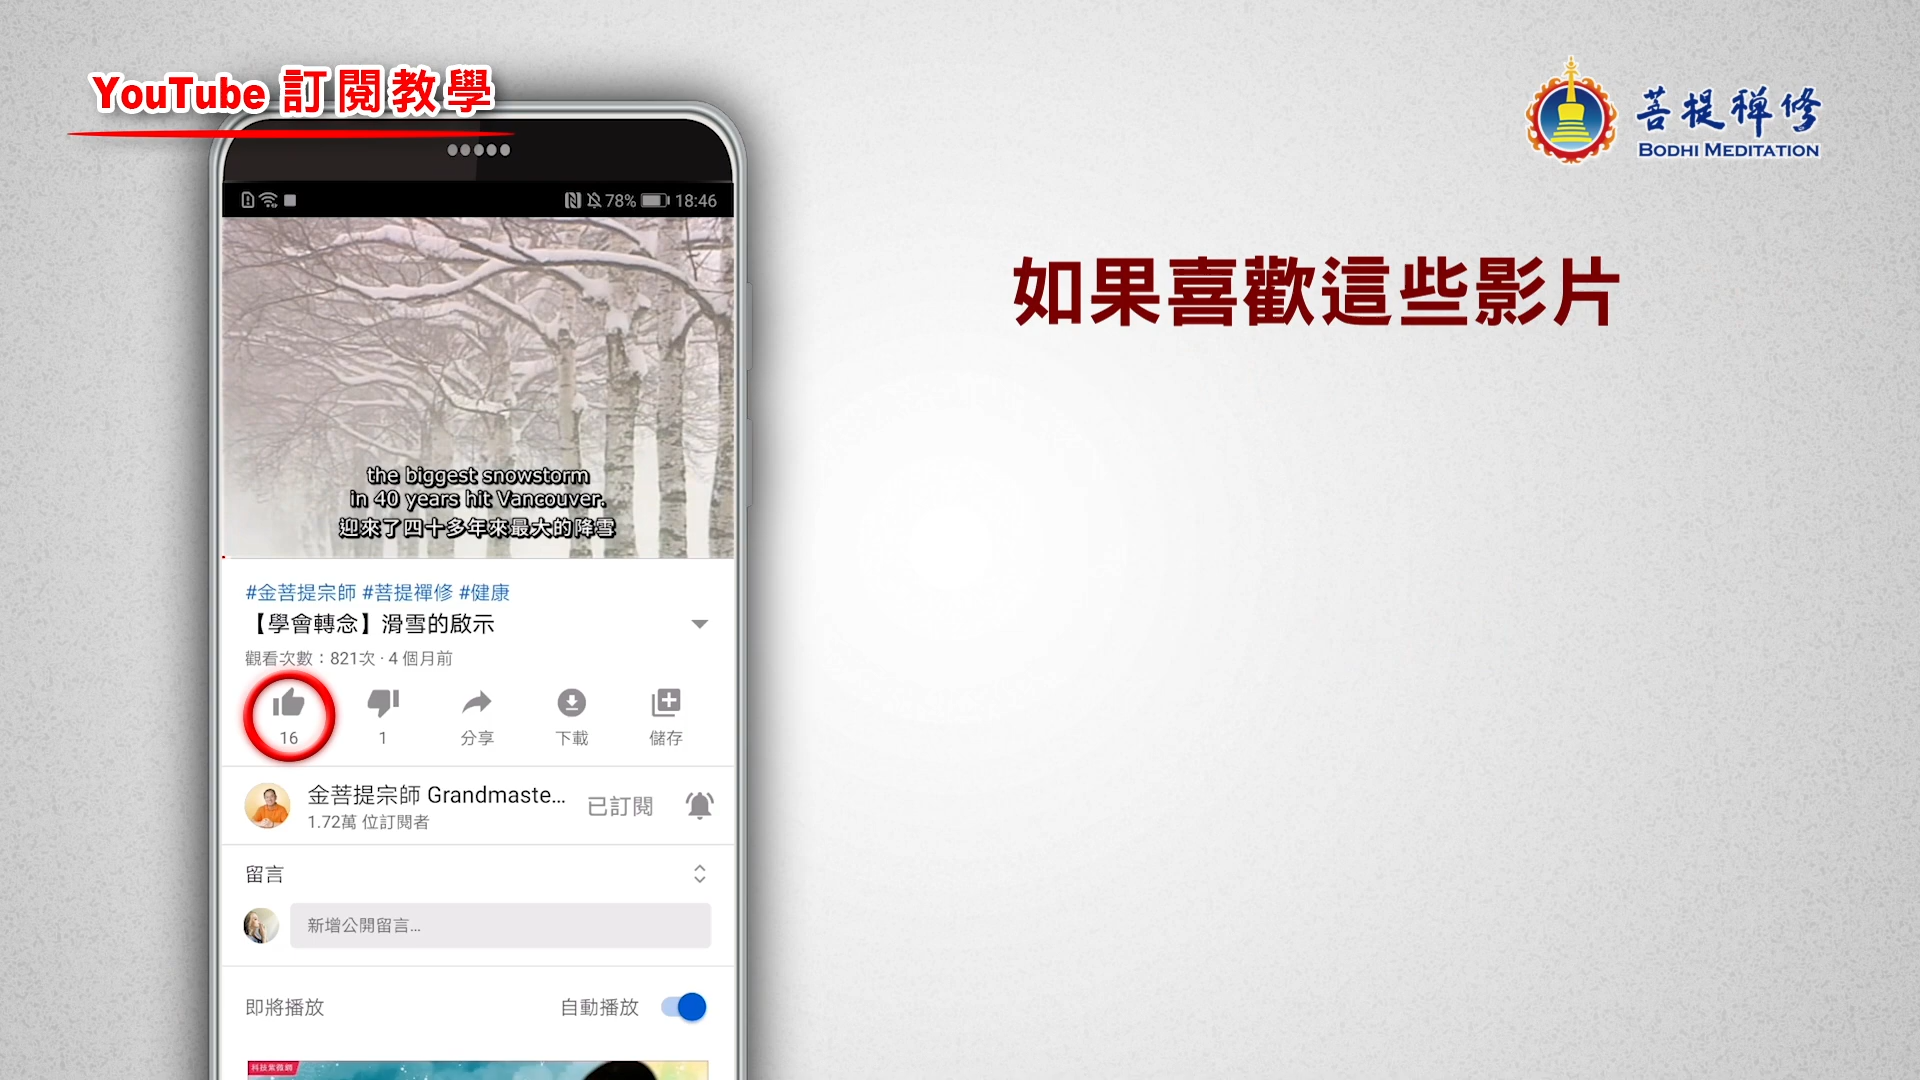 YouTube 訂閱教學
菩提禪修
BODHI MEDITATION
78% 18:46
如果喜歡這些影片
the biggest snowstorm
in 40 years hit Vancouver.
迎來了四十多年來最大的降雪
#金菩提宗師 #菩提禪修 #健康
【學會轉念】滑雪的啟示
觀看次數：821次 · 4 個月前
16 1 分享 下載 儲存
金菩提宗師 Grandmaste... 已訂閱
1.72萬 位訂閱者
留言
新增公開留言...
即將播放 自動播放
科技紫微網